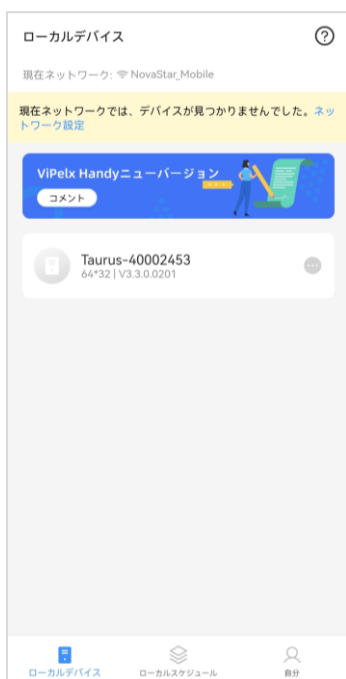 ローカルデバイス
現在ネットワーク: NovaStar_Mobile
現在ネットワークでは、デバイスが見つかりませんでした。ネッ
トワーク設定
ViPelx Handyニューバージョン
コメント
Taurus-40002453
64*32 | V3.3.0.0201
ローカルデバイス
ローカルスケジュール
自分